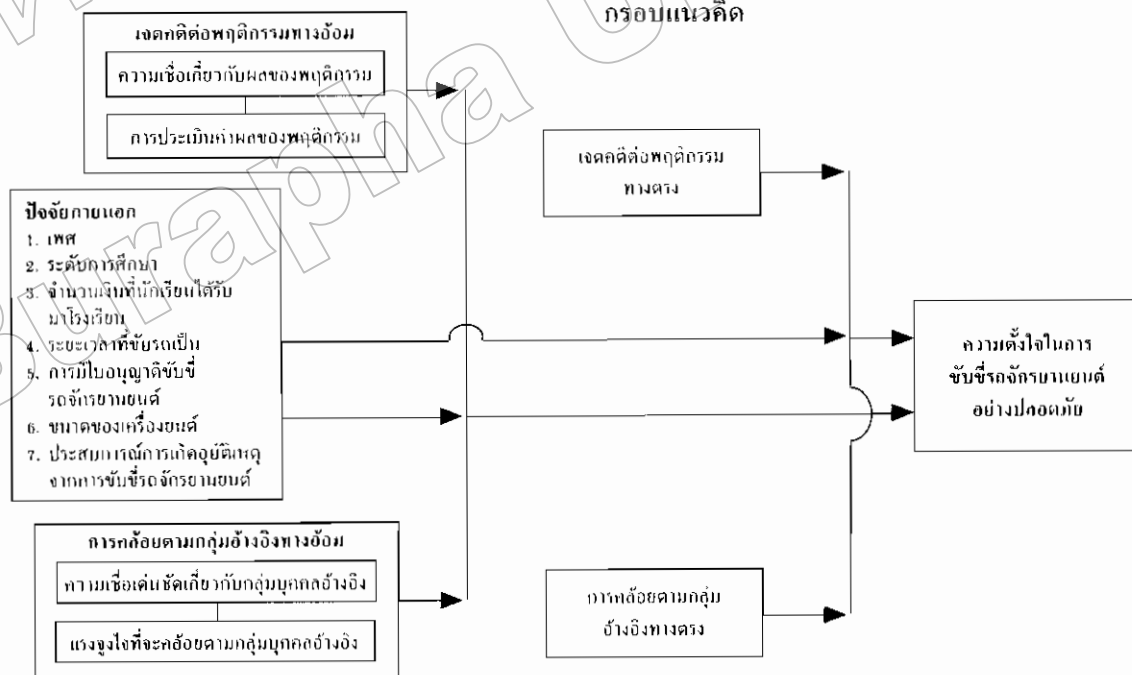 กรอบแนวคิด
เจตคติต่อพฤติกรรมทางอ้อม
ความเชื่อเกี่ยวกับผลของพฤติกรรม
การประเมินค่าผลของพฤติกรรม
เจตคติต่อพฤติกรรม
ทางตรง
ปัจจัยภายนอก
1. เพศ
2. ระดับการศึกษา
3. จำนวนเงินที่นักเรียนได้รับ
มาโรงเรียน
4. ระยะเวลาที่ขับรถเป็น
5. การมีใบอนุญาติขับขี่
รถจักรยานยนต์
6. ขนาดของเครื่องยนต์
7. ประสบการณ์การเกิดอุบัติเหตุ
จากการขับขี่รถจักรยานยนต์
ความตั้งใจในการ
ขับขี่รถจักรยานยนต์
อย่างปลอดภัย
การคล้อยตามกลุ่มอ้างอิงทางอ้อม
ความเชื่อเด่นชัดเกี่ยวกับกลุ่มบุคคลอ้างอิง
แรงจูงใจที่จะคล้อยตามกลุ่มบุคคลอ้างอิง
การคล้อยตามกลุ่ม
อ้างอิงทางตรง
Burapha U